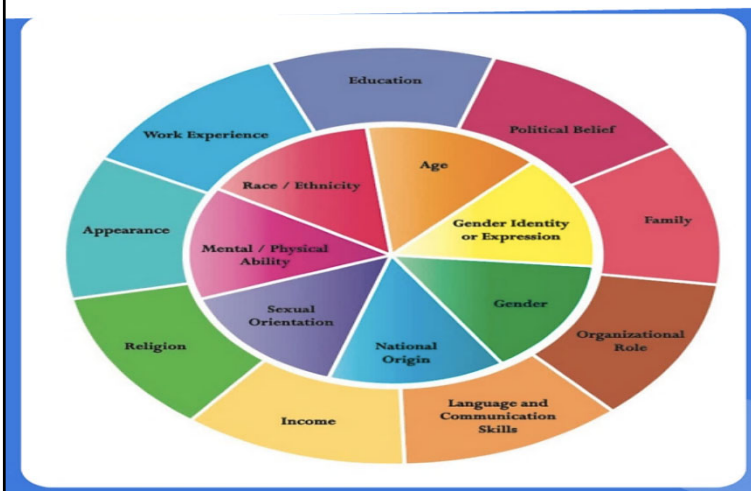 Education
Political Belief
Work Experience
Age
Race / Ethnicity
Family
Gender Identity
or Expression
Appearance
Mental / Physical
Ability
Gender
Sexual
Orientation
Organizational
Role
Religion
National
Origin
Language and
Communication
Skills
Income